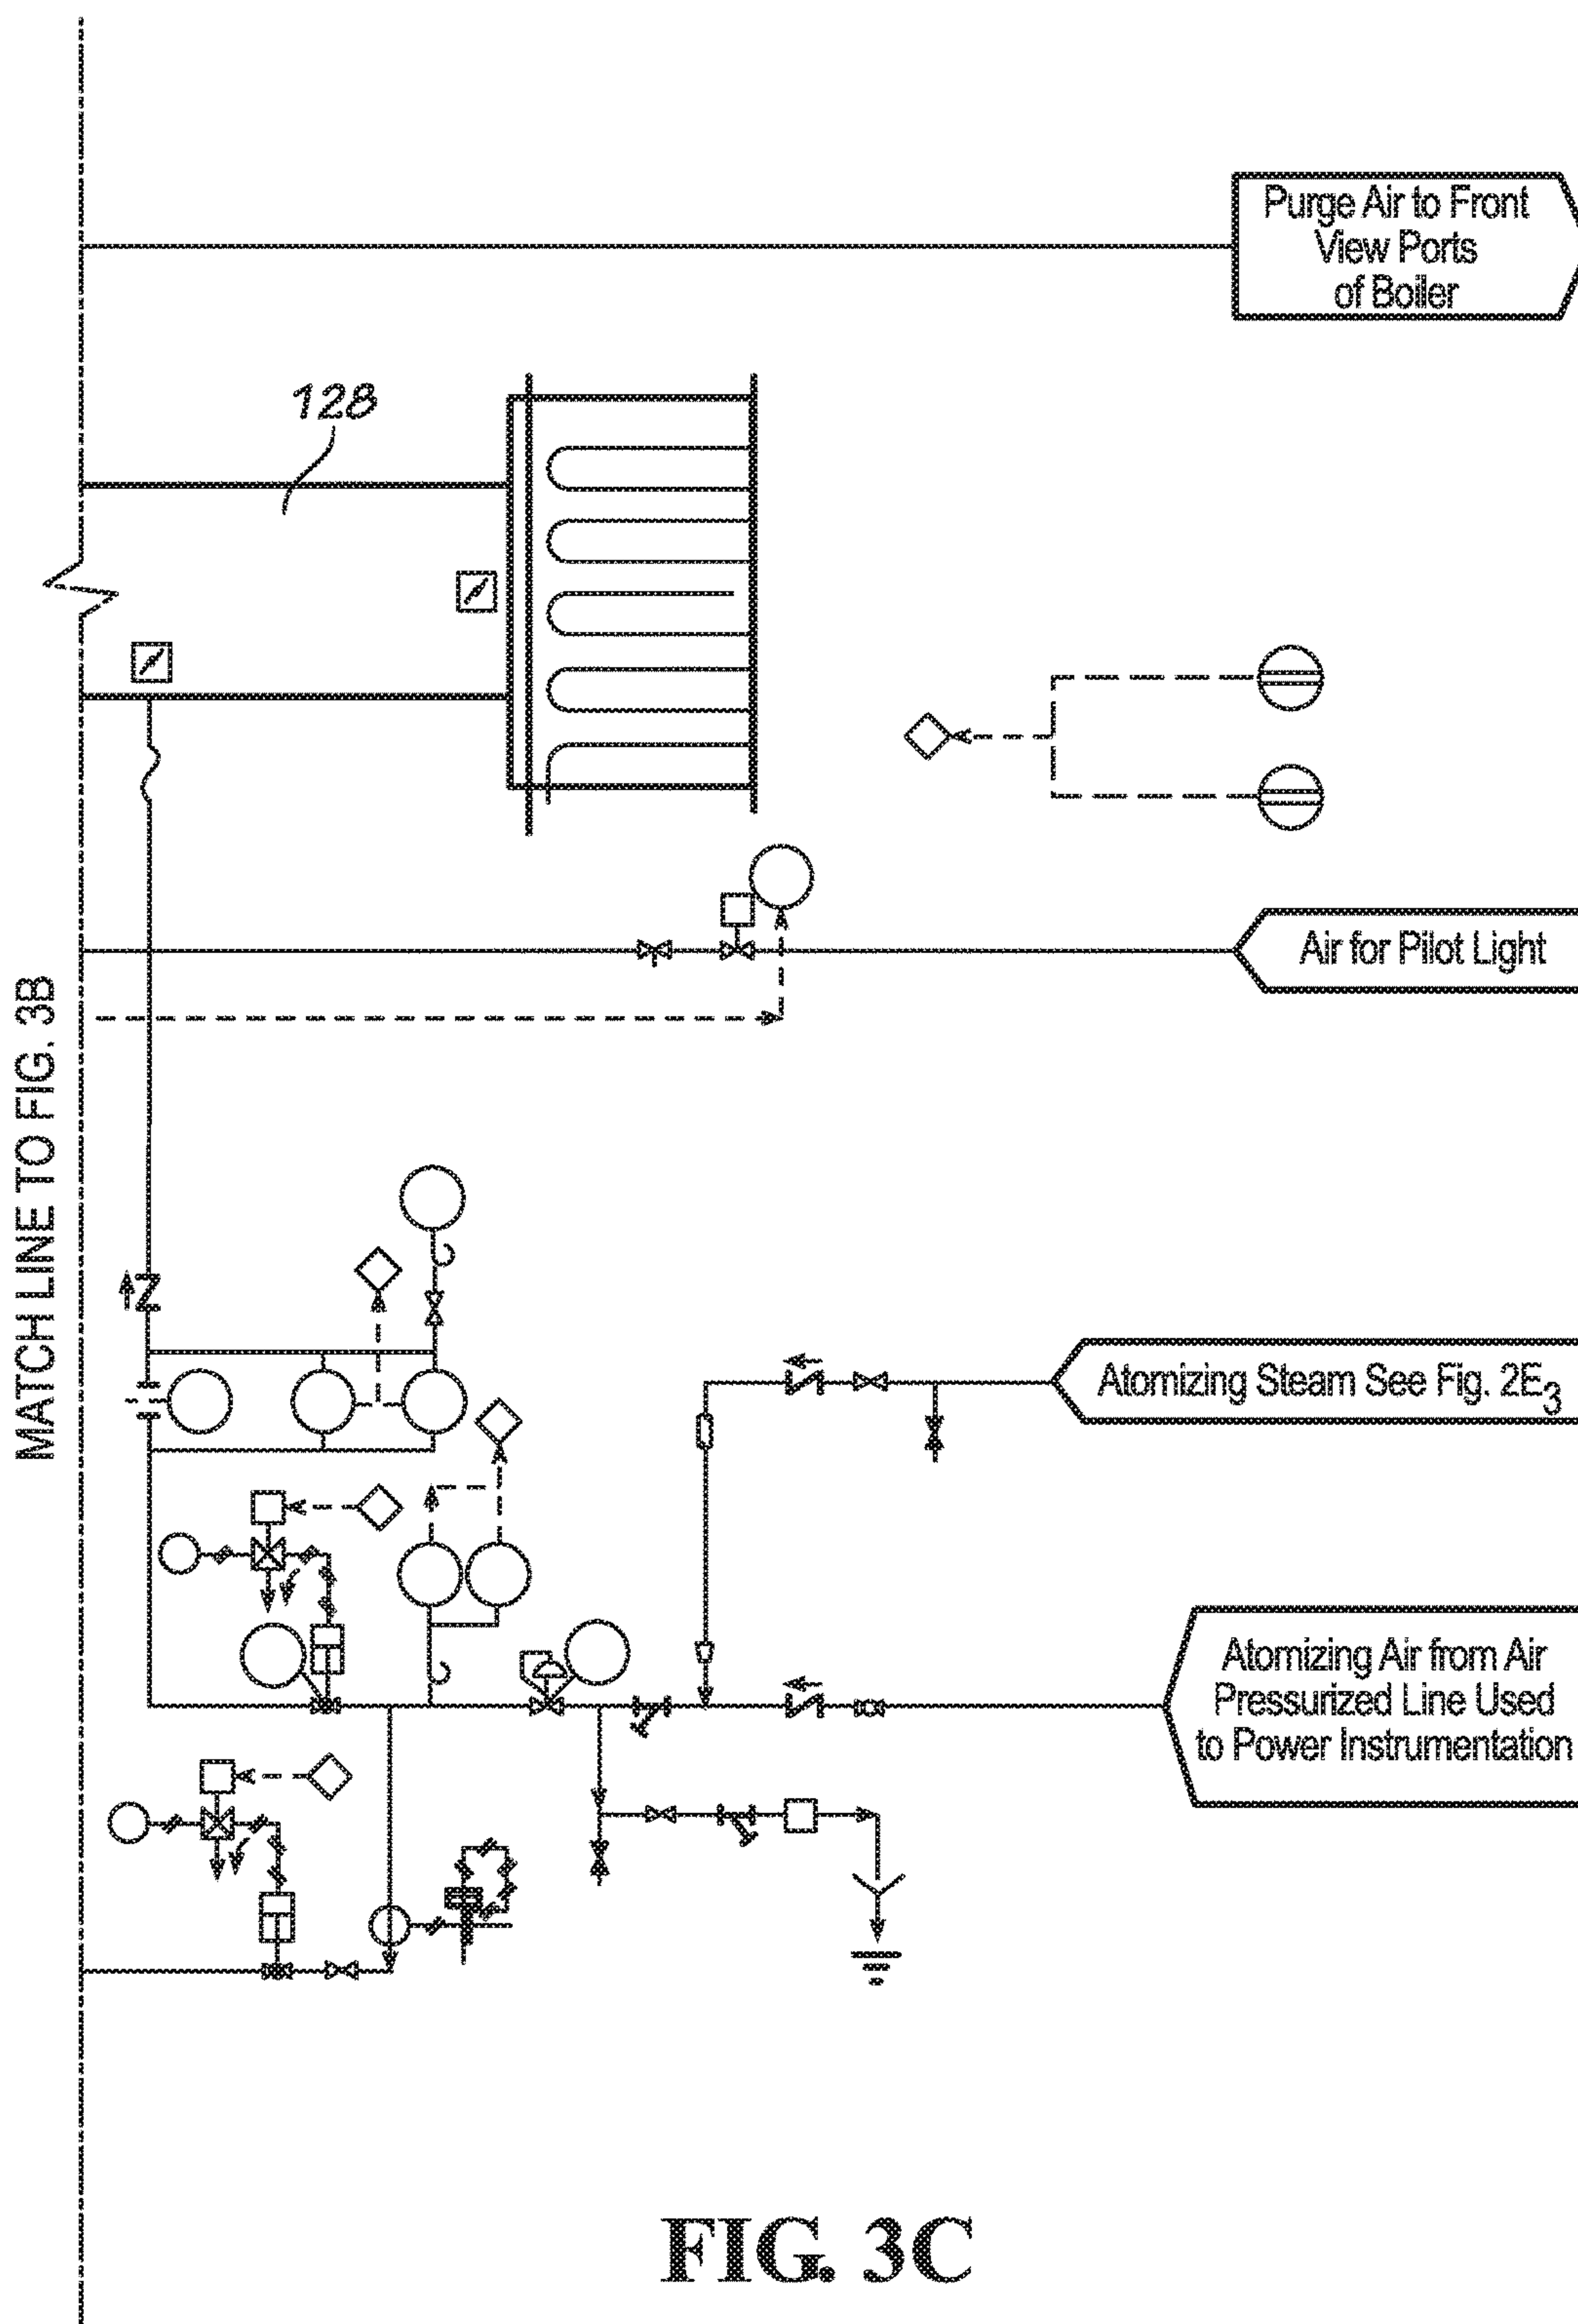 Purge Air to Front
View Ports
of Boiler
128
Air for Pilot Light
MATCH LINE TO FIG. 3B
Atomizing Steam See Fig. 2E3
Atomizing Air from Air
Pressurized Line Used
to Power Instrumentation
FIG. 3C